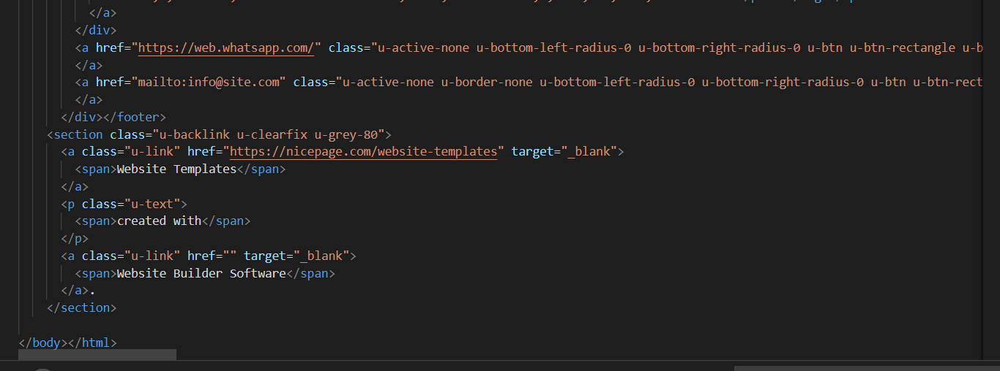 </a>
</div>
<a href="https://web.whatsapp.com/" class="u-active-none u-bottom-left-radius-0 u-bottom-right-radius-0 u-btn u-btn-rectangle u-b
</a>
<a href="mailto:info@site.com" class="u-active-none u-border-none u-bottom-left-radius-0 u-bottom-right-radius-0 u-btn u-btn-rect
</a>
</div></footer>
<section class="u-backlink u-clearfix u-grey-80">
<a class="u-link" href="https://nicepage.com/website-templates" target="_blank">
<span>Website Templates</span>
</a>
<p class="u-text">
<span>created with</span>
</p>
<a class="u-link" href="" target="_blank">
<span>Website Builder Software</span>
</a>.
</section>
</body></html>